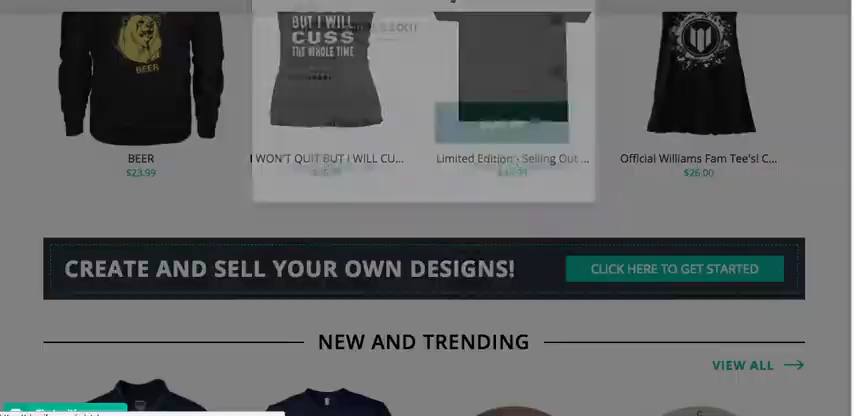 BUT I WILL
CUSS
THE WHOLE TIME
BEER
BEER
$23.99
I WON'T QUIT BUT I WILL CU...
Limited Edition - Selling Out ...
Official Williams Fam Tee's! C...
$26.00
CREATE AND SELL YOUR OWN DESIGNS!
CLICK HERE TO GET STARTED
NEW AND TRENDING
VIEW ALL